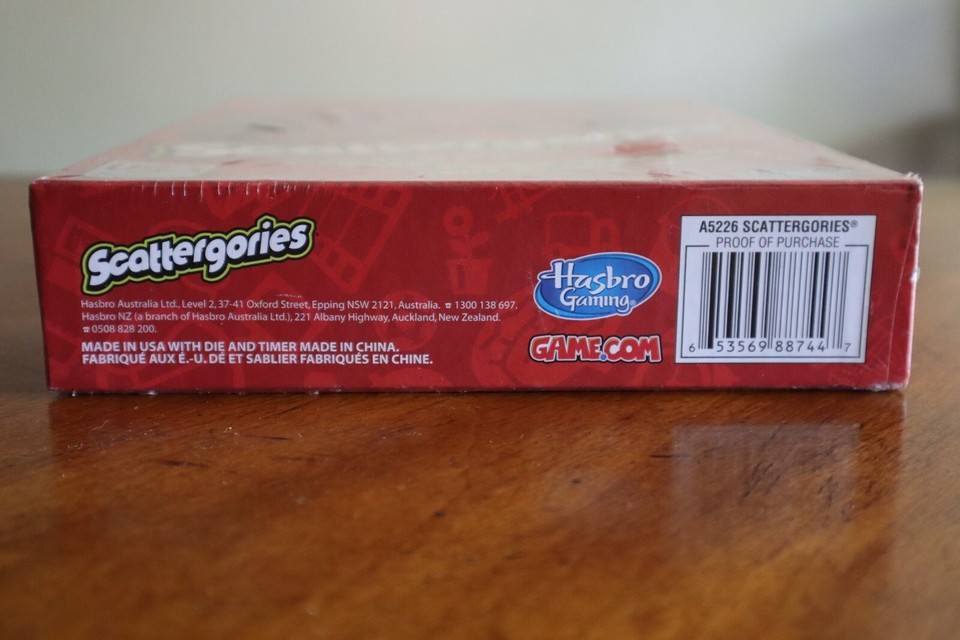 Scattergories
Hasbro Australia Ltd., Level 2, 37-41 Oxford Street, Epping NSW 2121, Australia. ☎ 1300 138 697.
Hasbro NZ (a branch of Hasbro Australia Ltd.), 221 Albany Highway, Auckland, New Zealand.
☎ 0508 828 200.
MADE IN USA WITH DIE AND TIMER MADE IN CHINA.
FABRIQUÉ AUX É.-U. DÉ ET SABLIER FABRIQUÉS EN CHINE.
Hasbro
Gaming®
GAME.COM
A5226 SCATTERGORIES®
PROOF OF PURCHASE
6 53569 88744 7